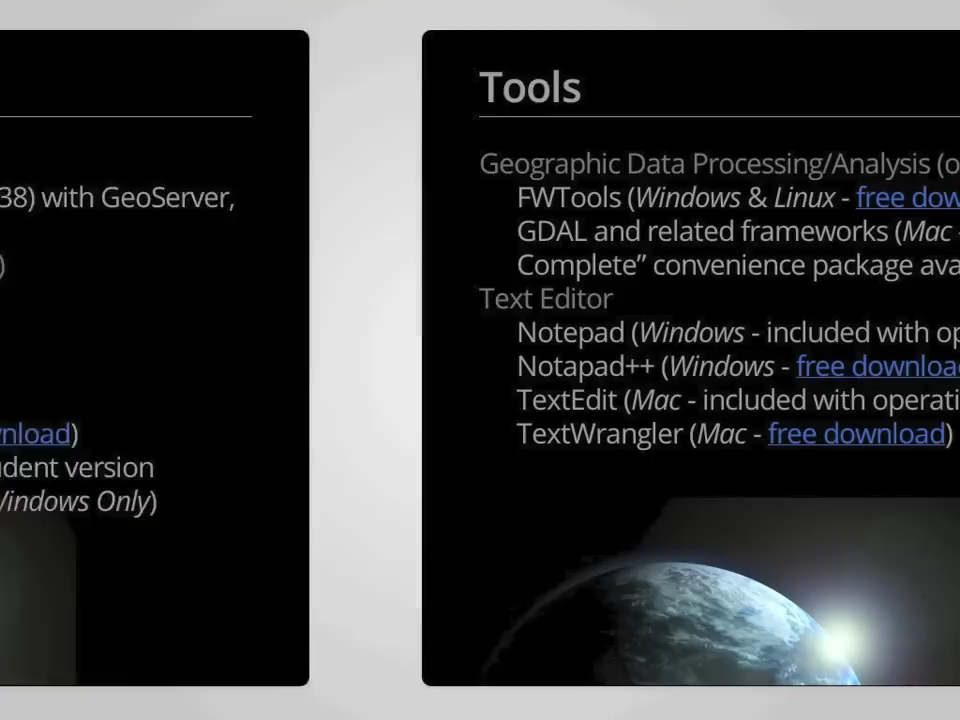 38) with GeoServer,
)
nload)
dent version
Windows Only)
Tools
Geographic Data Processing/Analysis (o
FWTools (Windows & Linux - free dow
GDAL and related frameworks (Mac -
Complete” convenience package ava
Text Editor
Notepad (Windows - included with op
Notapad++ (Windows - free downloa
TextEdit (Mac - included with operati
TextWrangler (Mac - free download)